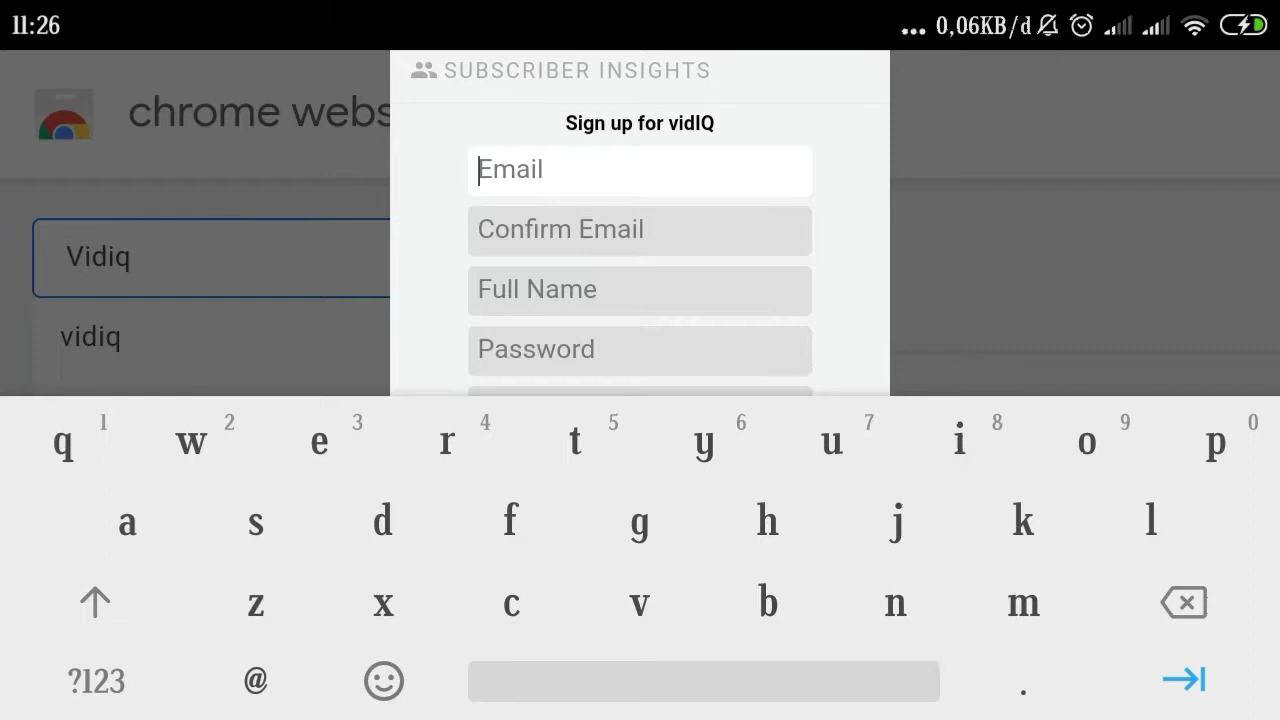 11:26
... 0,06KB/d
SUBSCRIBER INSIGHTS
chrome webs
Sign up for vidIQ
Email
Confirm Email
Full Name
Password
Vidiq
vidiq
q 1 w 2 e 3 r 4 t 5 y 6 u 7 i 8 o 9 p 0
a s d f g h j k l
z x c v b n m
?123 @ .